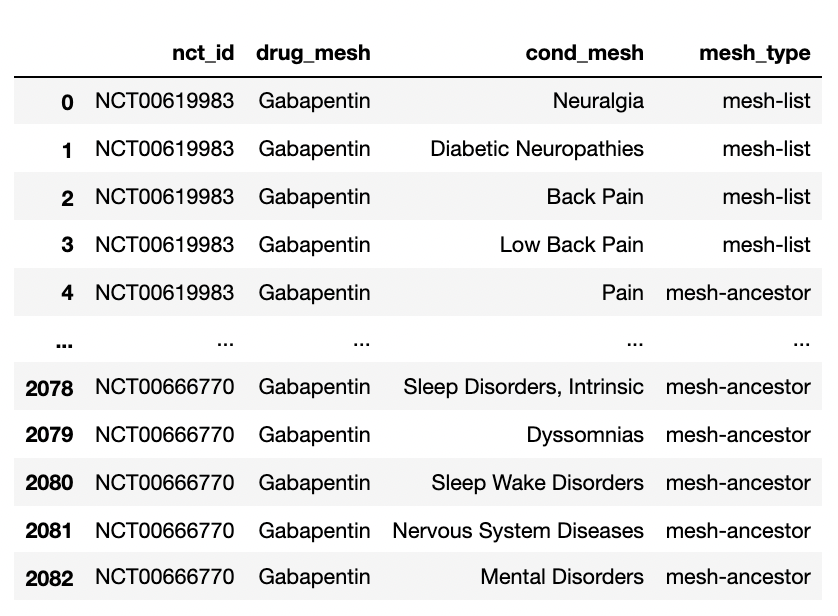 nct_id drug_mesh cond_mesh mesh_type
0 NCT00619983 Gabapentin Neuralgia mesh-list
1 NCT00619983 Gabapentin Diabetic Neuropathies mesh-list
2 NCT00619983 Gabapentin Back Pain mesh-list
3 NCT00619983 Gabapentin Low Back Pain mesh-list
4 NCT00619983 Gabapentin Pain mesh-ancestor
... ... ... ... ...
2078 NCT00666770 Gabapentin Sleep Disorders, Intrinsic mesh-ancestor
2079 NCT00666770 Gabapentin Dyssomnias mesh-ancestor
2080 NCT00666770 Gabapentin Sleep Wake Disorders mesh-ancestor
2081 NCT00666770 Gabapentin Nervous System Diseases mesh-ancestor
2082 NCT00666770 Gabapentin Mental Disorders mesh-ancestor